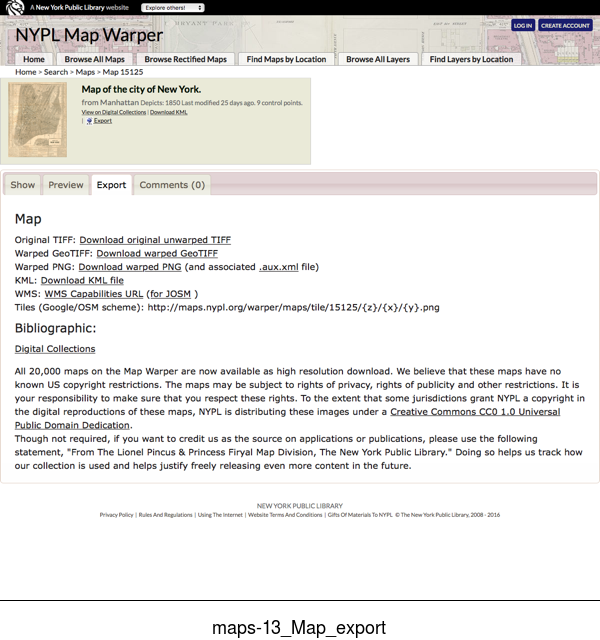 A New York Public Library website
Explore others!
BRYANT PARK
LOG IN
CREATE ACCOUNT
NYPL Map Warper
Home
Browse All Maps
Browse Rectified Maps
Find Maps by Location
Browse All Layers
Find Layers by Location
Home > Search > Maps > Map 15125
Map of the city of New York.
from Manhattan Depicts: 1850 Last modified 25 days ago. 9 control points.
View on Digital Collections | Download KML
| Export
Show
Preview
Export
Comments (0)
Map
Original TIFF: Download original unwarped TIFF
Warped GeoTIFF: Download warped GeoTIFF
Warped PNG: Download warped PNG (and associated .aux.xml file)
KML: Download KML file
WMS: WMS Capabilities URL (for JOSM )
Tiles (Google/OSM scheme): http://maps.nypl.org/warper/maps/tile/15125/{z}/{x}/{y}.png
Bibliographic:
Digital Collections
All 20,000 maps on the Map Warper are now available as high resolution download. We believe that these maps have no
known US copyright restrictions. The maps may be subject to rights of privacy, rights of publicity and other restrictions. It is
your responsibility to make sure that you respect these rights. To the extent that some jurisdictions grant NYPL a copyright in
the digital reproductions of these maps, NYPL is distributing these images under a Creative Commons CC0 1.0 Universal
Public Domain Dedication.
Though not required, if you want to credit us as the source on applications or publications, please use the following
statement, "From The Lionel Pincus & Princess Firyal Map Division, The New York Public Library." Doing so helps us track how
our collection is used and helps justify freely releasing even more content in the future.
NEW YORK PUBLIC LIBRARY
Privacy Policy | Rules And Regulations | Using The Internet | Website Terms And Conditions | Gifts Of Materials To NYPL © The New York Public Library, 2008 - 2016
maps-13_Map_export